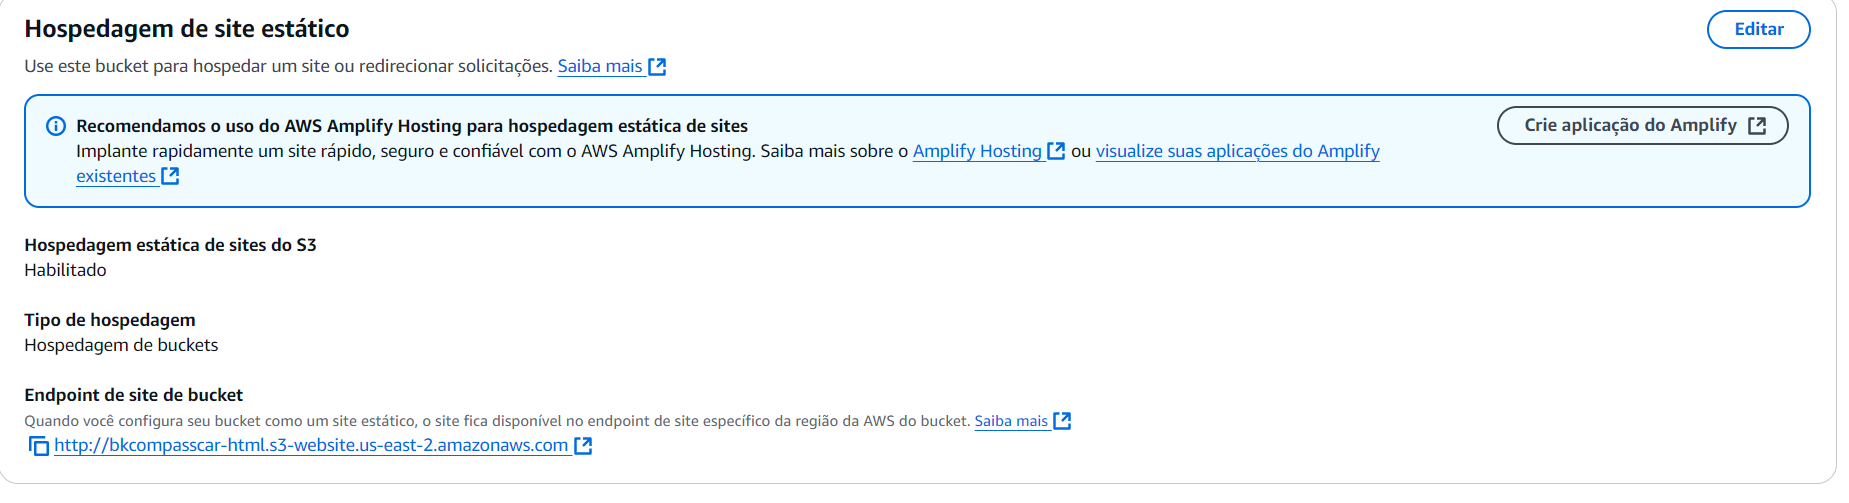 Hospedagem de site estático
Editar
Use este bucket para hospedar um site ou redirecionar solicitações. Saiba mais
Recomendamos o uso do AWS Amplify Hosting para hospedagem estática de sites
Crie aplicação do Amplify
Implante rapidamente um site rápido, seguro e confiável com o AWS Amplify Hosting. Saiba mais sobre o Amplify Hosting ou visualize suas aplicações do Amplify
existentes
Hospedagem estática de sites do S3
Habilitado
Tipo de hospedagem
Hospedagem de buckets
Endpoint de site de bucket
Quando você configura seu bucket como um site estático, o site fica disponível no endpoint de site específico da região da AWS do bucket. Saiba mais
http://bkcompasscar-html.s3-website.us-east-2.amazonaws.com